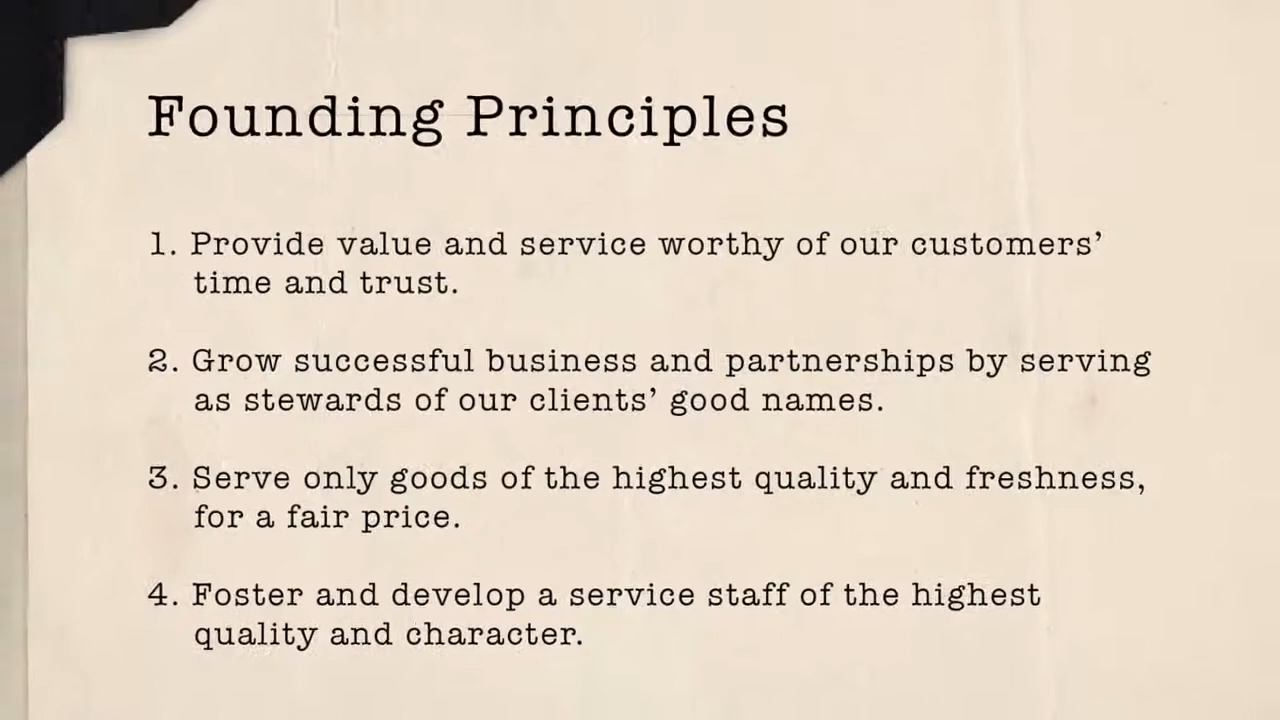 Founding Principles
1. Provide value and service worthy of our customers’
time and trust.
2. Grow successful business and partnerships by serving
as stewards of our clients’ good names.
3. Serve only goods of the highest quality and freshness,
for a fair price.
4. Foster and develop a service staff of the highest
quality and character.